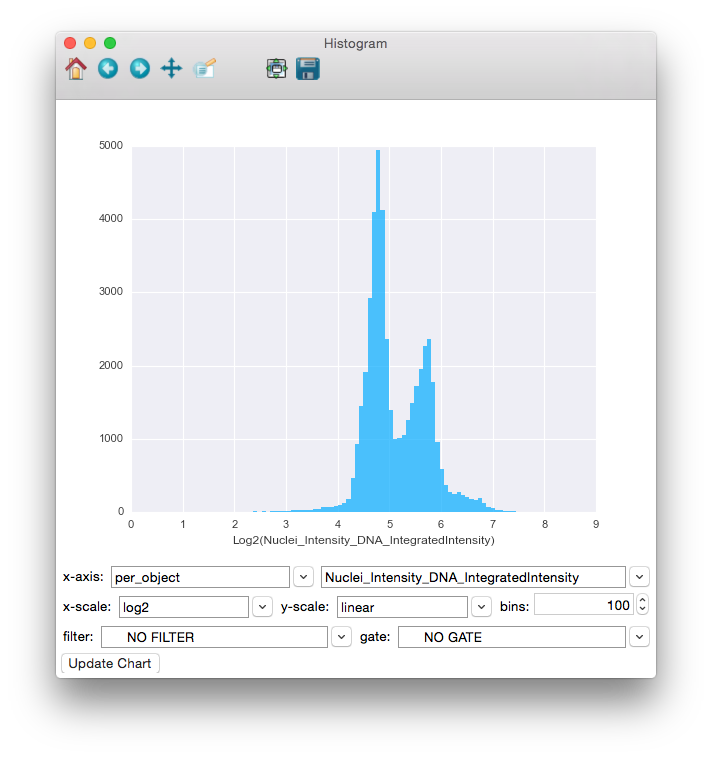 Histogram
5000
4000
3000
2000
1000
0
0 1 2 3 4 5 6 7 8 9
Log2(Nuclei_Intensity_DNA_IntegratedIntensity)
x-axis: per_object Nuclei_Intensity_DNA_IntegratedIntensity
x-scale: log2 y-scale: linear bins: 100
filter: NO FILTER gate: NO GATE
Update Chart